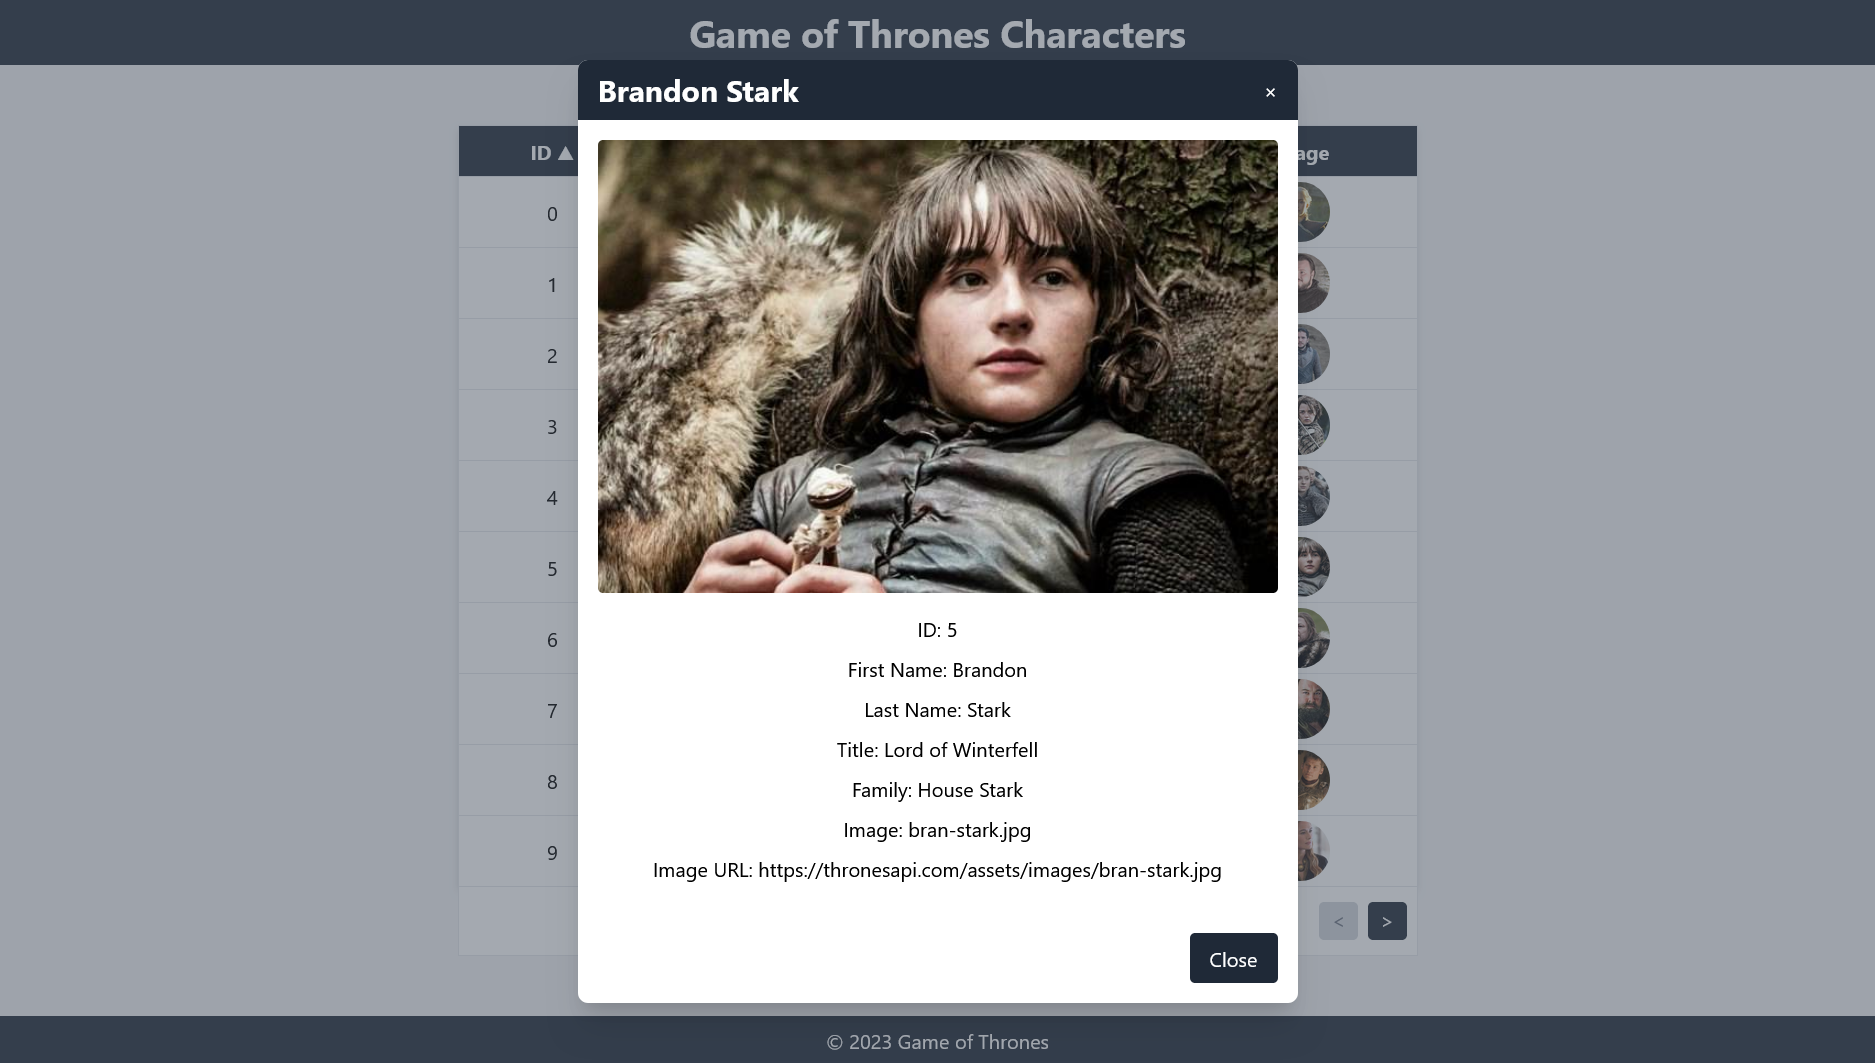 Game of Thrones Characters
Brandon Stark ×
ID ▲
age
0
1
2
3
4
5
6
7
8
9
ID: 5
First Name: Brandon
Last Name: Stark
Title: Lord of Winterfell
Family: House Stark
Image: bran-stark.jpg
Image URL: https://thronesapi.com/assets/images/bran-stark.jpg
< >
Close
© 2023 Game of Thrones